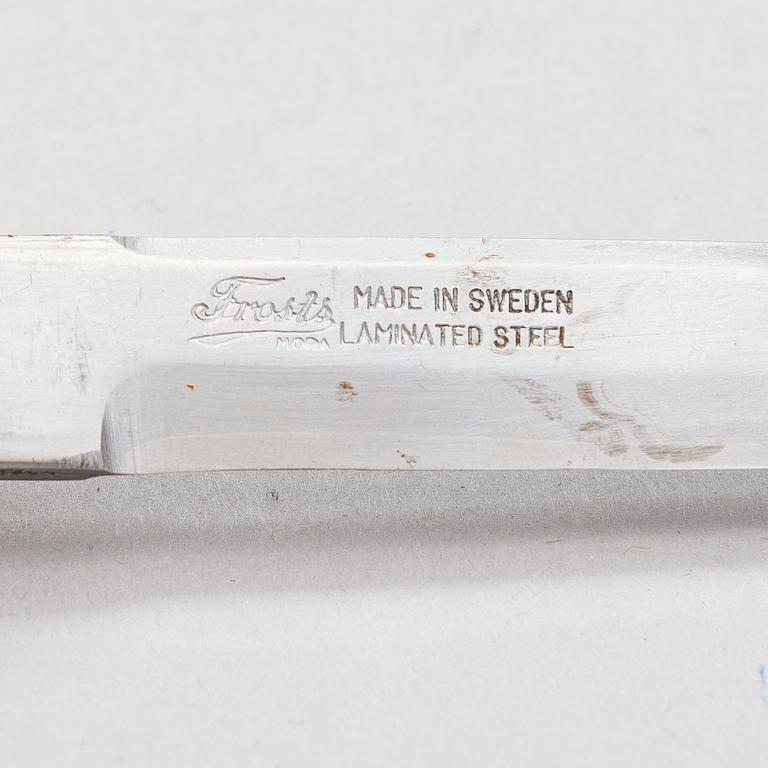 Frosts MADE IN SWEDEN
MORA LAMINATED STEEL